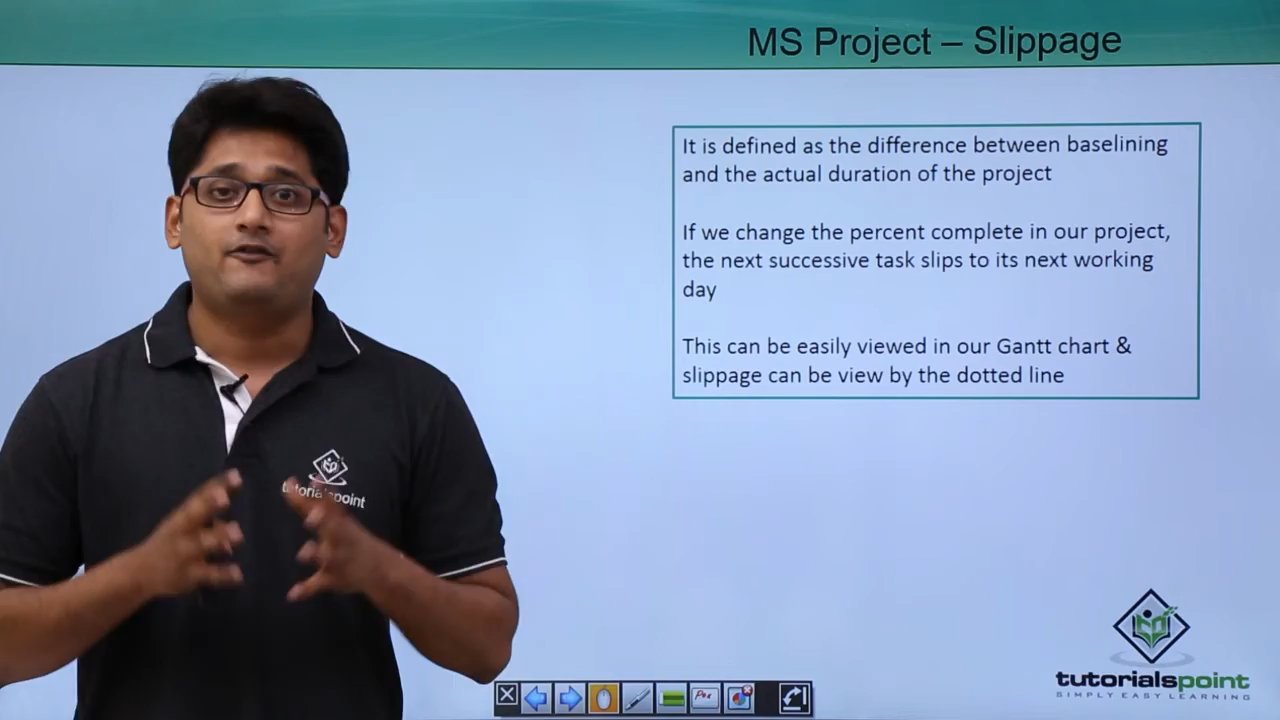 MS Project – Slippage
It is defined as the difference between baselining
and the actual duration of the project
If we change the percent complete in our project,
the next successive task slips to its next working
day
This can be easily viewed in our Gantt chart &
slippage can be view by the dotted line
tutorialspoint
Pen
tutorialspoint
SIMPLY EASY LEARNING